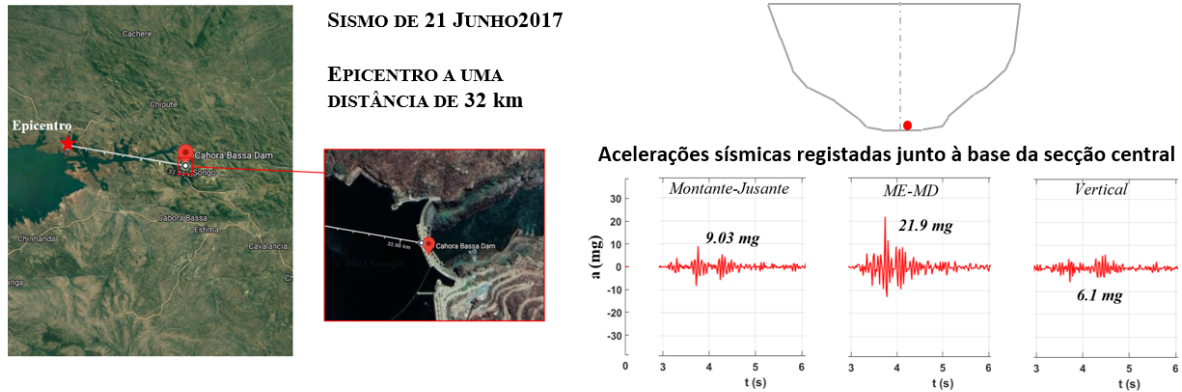 SISMO DE 21 JUNHO2017
EPICENTRO A UMA
DISTÂNCIA DE 32 km
Cachere
Chipute
Epicentro
Cahora Bassa Dam
Songo
Cabora Bassa
Estima
Chinhanda
Cavalancia
32.00 km
Cahora Bassa Dam
Acelerações sísmicas registadas junto à base da secção central
Montante-Jusante
ME-MD
Vertical
a (mg)
30
20
10
0
-10
-20
-30
9.03 mg
21.9 mg
6.1 mg
0
3 4 5 6
3 4 5 6
3 4 5 6
t (s)
t (s)
t (s)